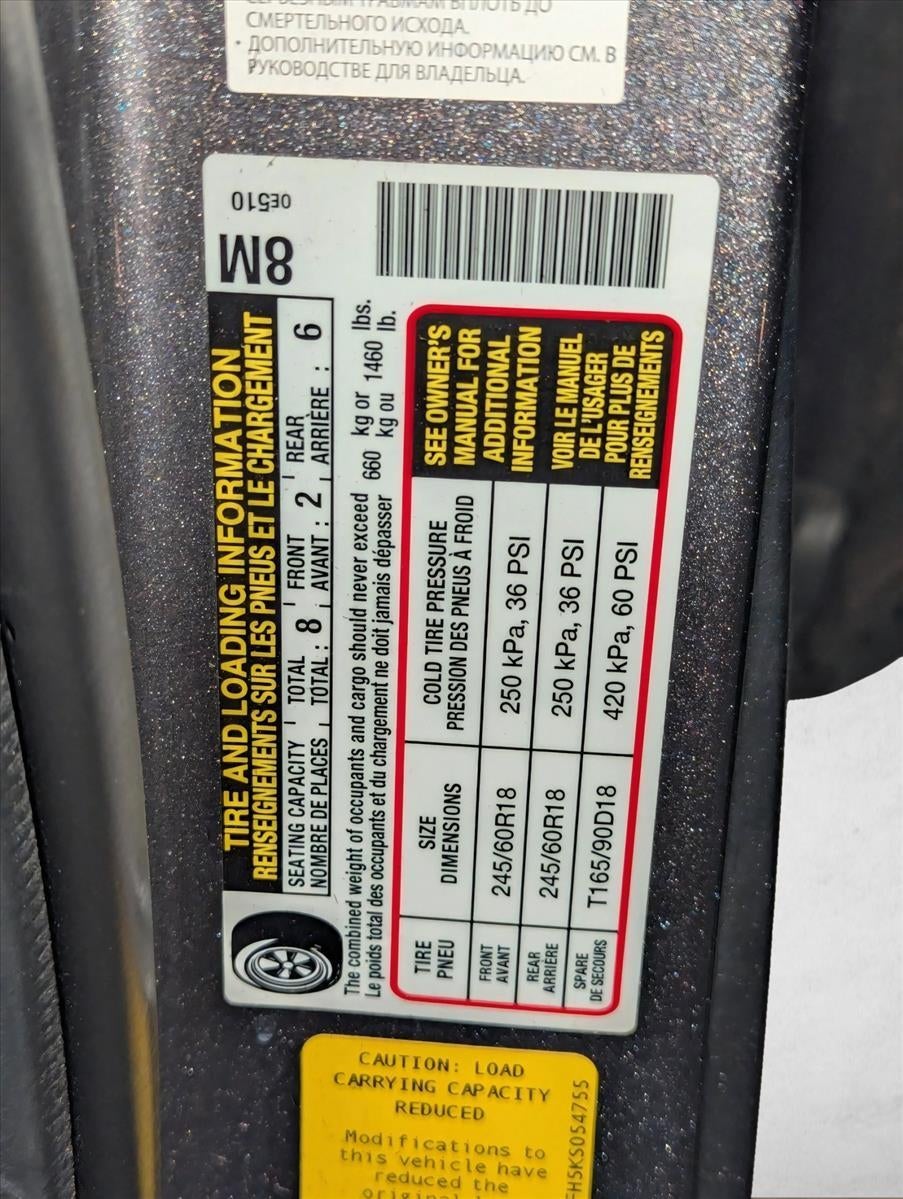 СМЕРТЕЛЬНОГО ИСХОДА.
• ДОПОЛНИТЕЛЬНУЮ ИНФОРМАЦИЮ СМ. В
РУКОВОДСТВЕ ДЛЯ ВЛАДЕЛЬЦА.
8M
0E510
TIRE AND LOADING INFORMATION
RENSEIGNEMENTS SUR LES PNEUS ET LE CHARGEMENT
SEATING CAPACITY TOTAL FRONT REAR
NOMBRE DE PLACES TOTAL : 8 AVANT : 2 ARRIÈRE : 6
The combined weight of occupants and cargo should never exceed 660 kg or 1460 lbs.
Le poids total des occupants et du chargement ne doit jamais dépasser kg ou lb.
TIRE SIZE COLD TIRE PRESSURE
PNEU DIMENSIONS PRESSION DES PNEUS À FROID
FRONT
AVANT 245/60R18 250 kPa, 36 PSI
REAR
ARRIÈRE 245/60R18 250 kPa, 36 PSI
SPARE
DE SECOURS T165/90D18 420 kPa, 60 PSI
SEE OWNER'S
MANUAL FOR
ADDITIONAL
INFORMATION
VOIR LE MANUEL
DE L'USAGER
POUR PLUS DE
RENSEIGNEMENTS
CAUTION: LOAD
CARRYING CAPACITY
REDUCED
Modifications to
this vehicle have
reduced the
FH5KS054755